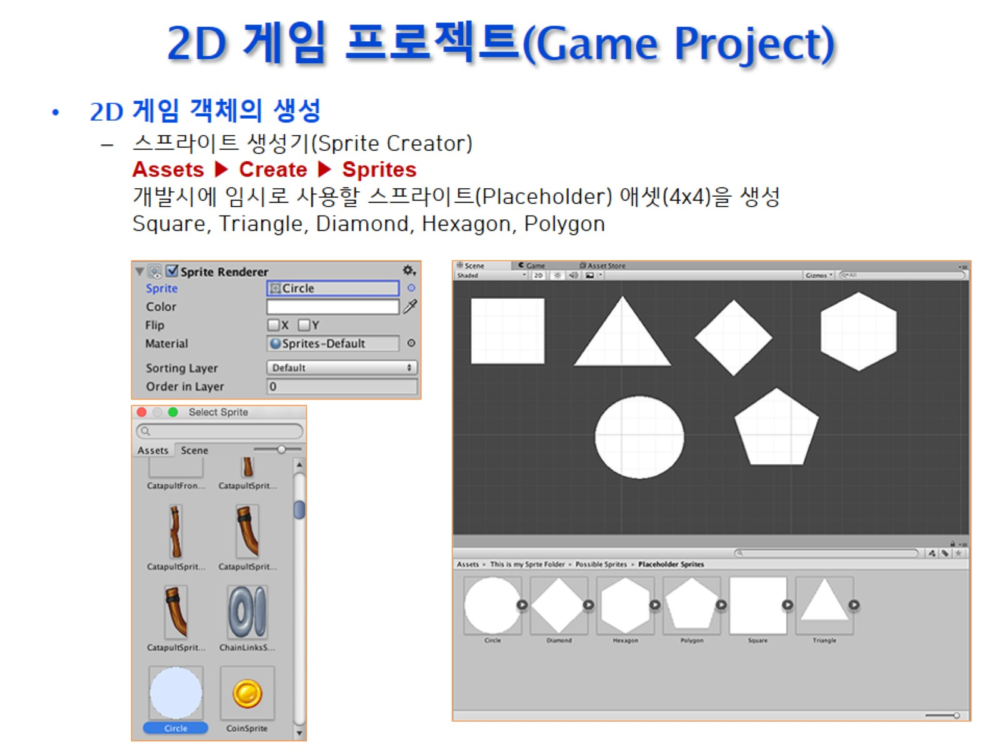 2D 게임 프로젝트(Game Project)
• 2D 게임 객체의 생성
– 스프라이트 생성기(Sprite Creator)
Assets ▶ Create ▶ Sprites
개발시에 임시로 사용할 스프라이트(Placeholder) 애셋(4x4)을 생성
Square, Triangle, Diamond, Hexagon, Polygon
Sprite Renderer
Sprite Circle
Color
Flip X Y
Material Sprites-Default
Sorting Layer Default
Order in Layer 0
Select Sprite
Assets Scene
CatapultFron... CatapultSprit...
CatapultSprit... CatapultSprit...
CatapultSprit... ChainLinksS...
Circle CoinSprite
Scene Game Asset Store
Shaded 2D Gizmos All
Assets ▸ This is my Sprte Folder ▸ Possible Sprites ▸ Placeholder Sprites
Circle Diamond Hexagon Polygon Square Triangle